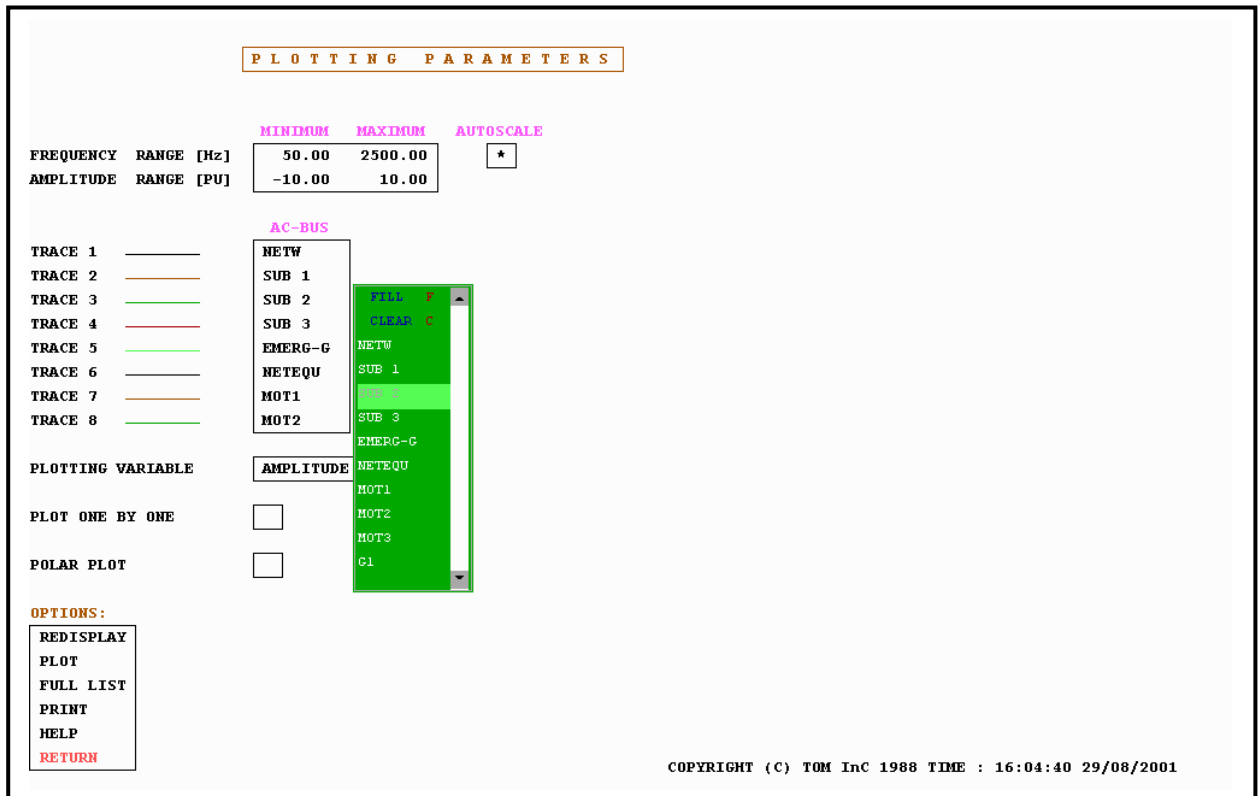 PLOTTING PARAMETERS
MINIMUM MAXIMUM AUTOSCALE
FREQUENCY RANGE [Hz] 50.00 2500.00 *
AMPLITUDE RANGE [PU] -10.00 10.00
AC-BUS
TRACE 1 NETW
TRACE 2 SUB 1
TRACE 3 SUB 2
TRACE 4 SUB 3
TRACE 5 EMERG-G
TRACE 6 NETEQU
TRACE 7 MOT1
TRACE 8 MOT2
FILL F
CLEAR C
NETW
SUB 1
SUB 2
SUB 3
EMERG-G
NETEQU
MOT1
MOT2
MOT3
G1
PLOTTING VARIABLE AMPLITUDE
PLOT ONE BY ONE
POLAR PLOT
OPTIONS:
REDISPLAY
PLOT
FULL LIST
PRINT
HELP
RETURN
COPYRIGHT (C) TOM InC 1988 TIME : 16:04:40 29/08/2001